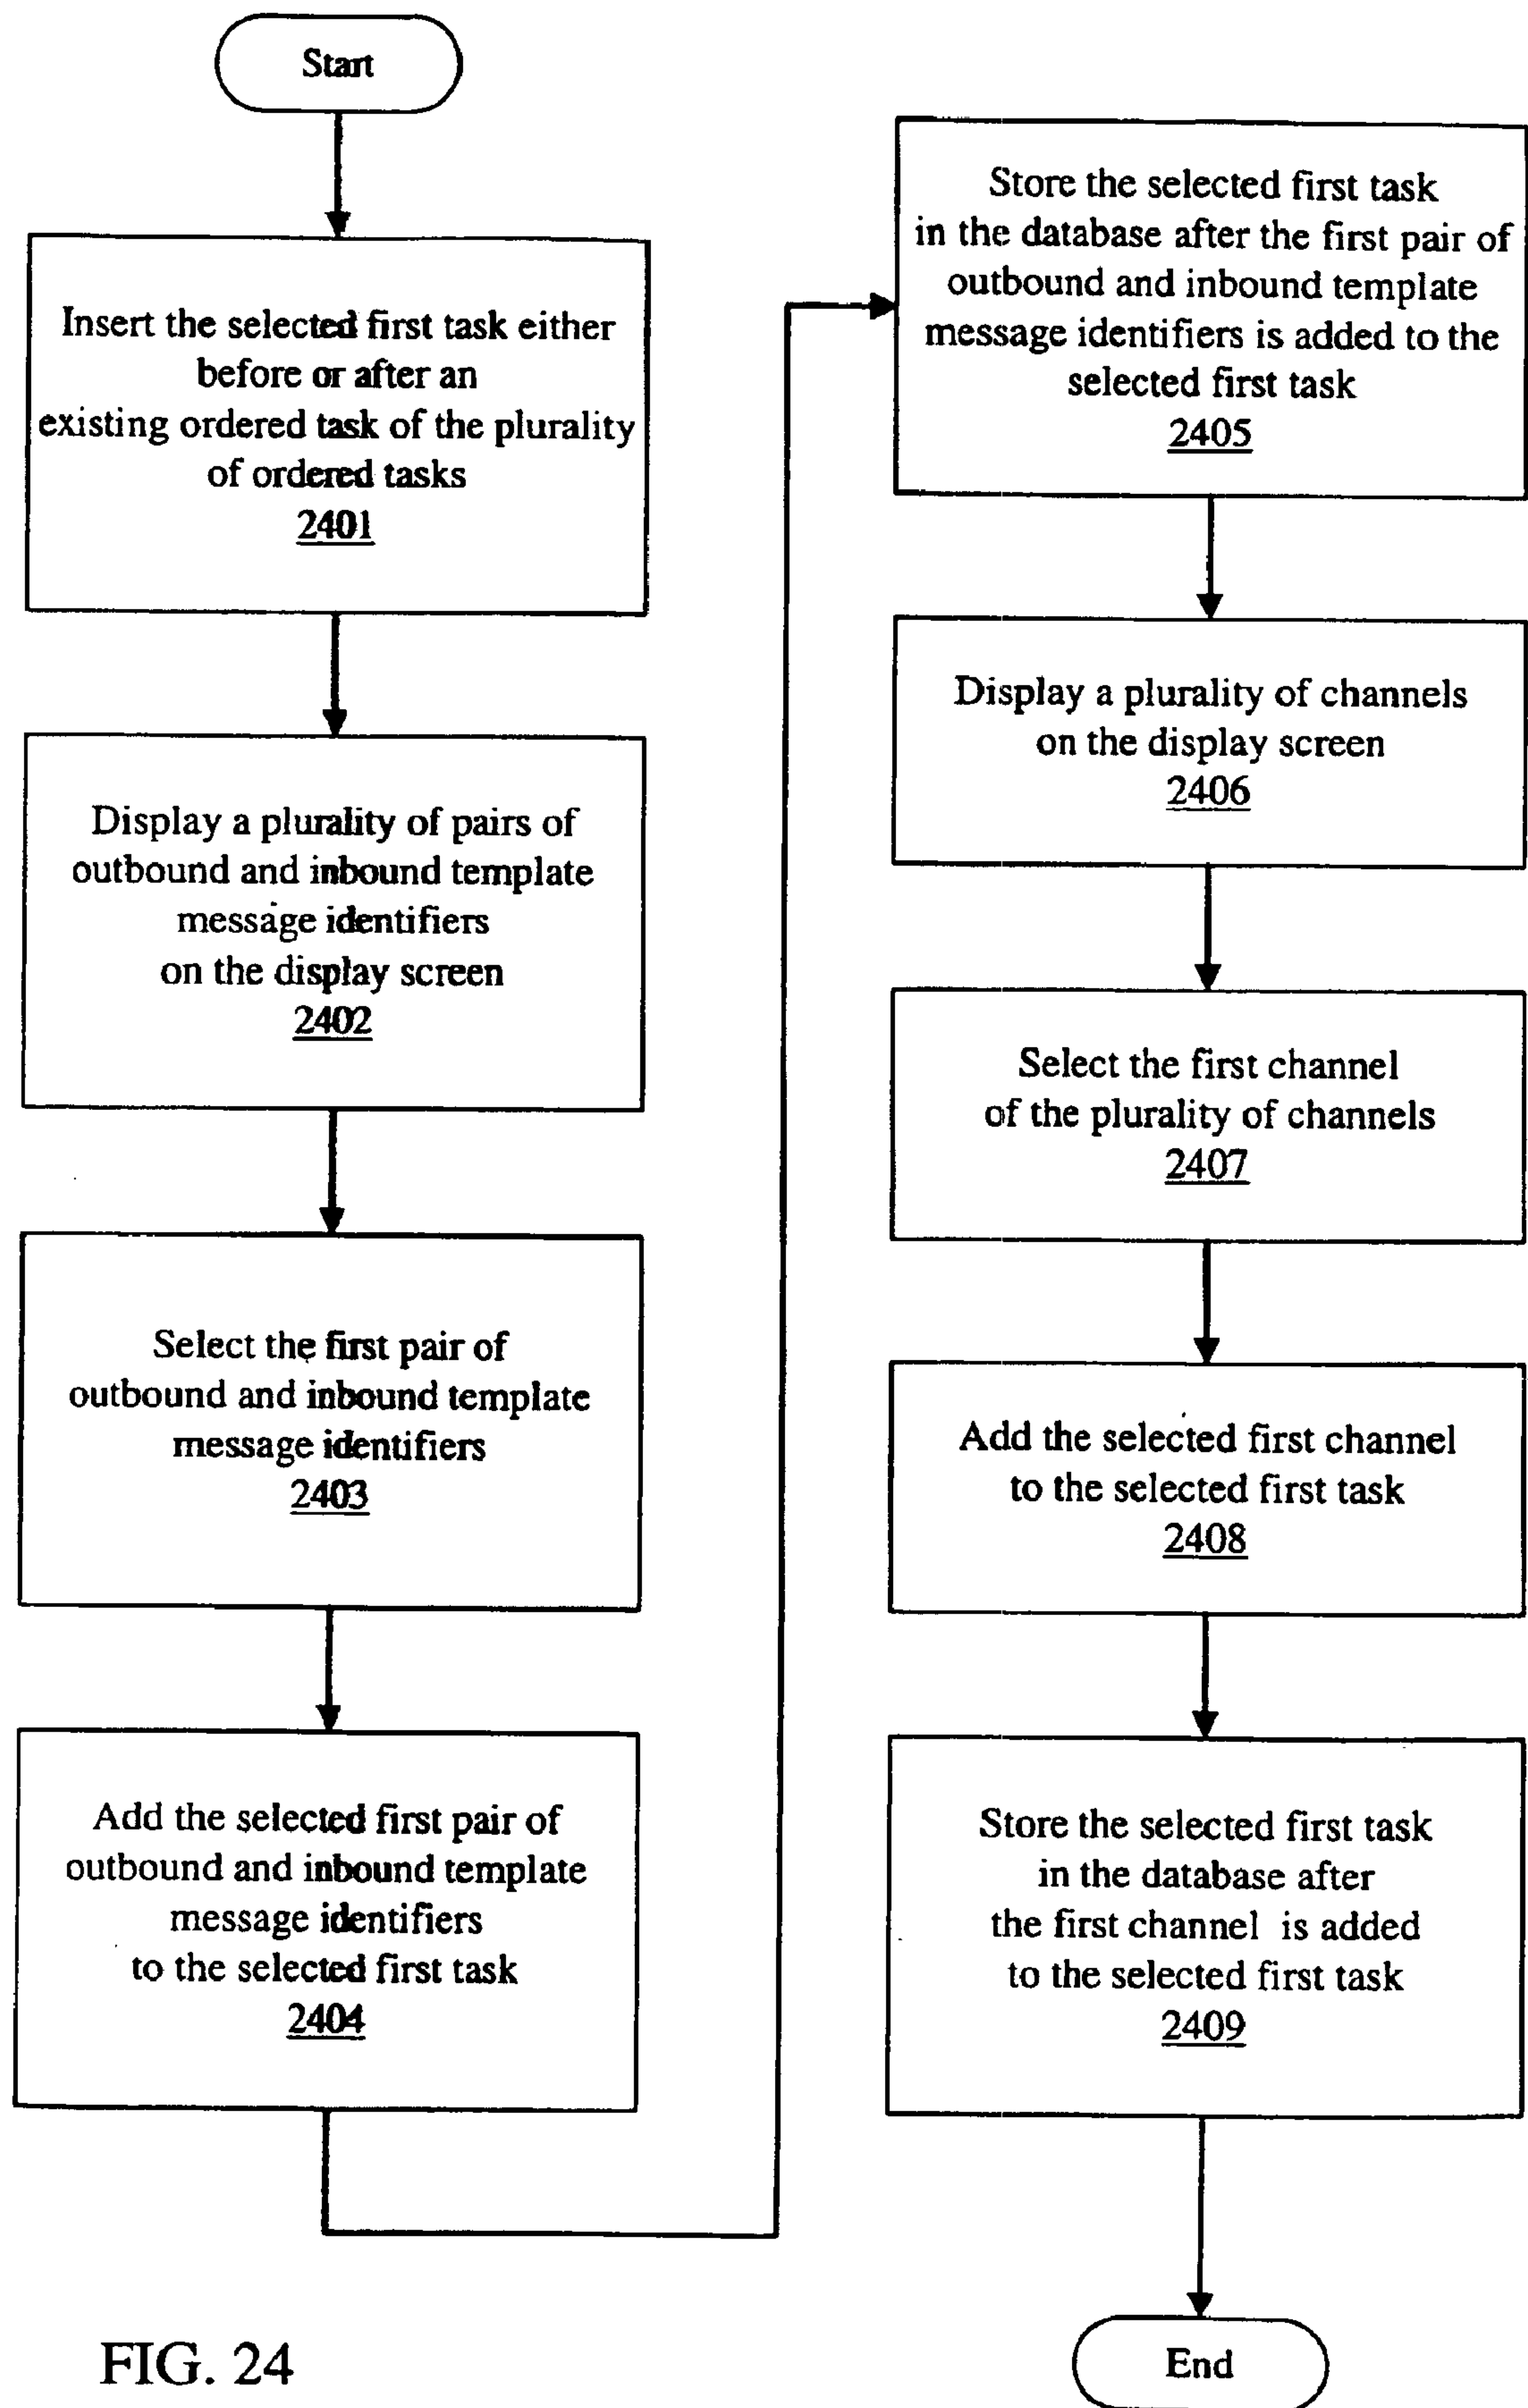 Start
Insert the selected first task either
before or after an
existing ordered task of the plurality
of ordered tasks
2401
Display a plurality of pairs of
outbound and inbound template
message identifiers
on the display screen
2402
Select the first pair of
outbound and inbound template
message identifiers
2403
Add the selected first pair of
outbound and inbound template
message identifiers
to the selected first task
2404
Store the selected first task
in the database after the first pair of
outbound and inbound template
message identifiers is added to the
selected first task
2405
Display a plurality of channels
on the display screen
2406
Select the first channel
of the plurality of channels
2407
Add the selected first channel
to the selected first task
2408
Store the selected first task
in the database after
the first channel is added
to the selected first task
2409
End
FIG. 24